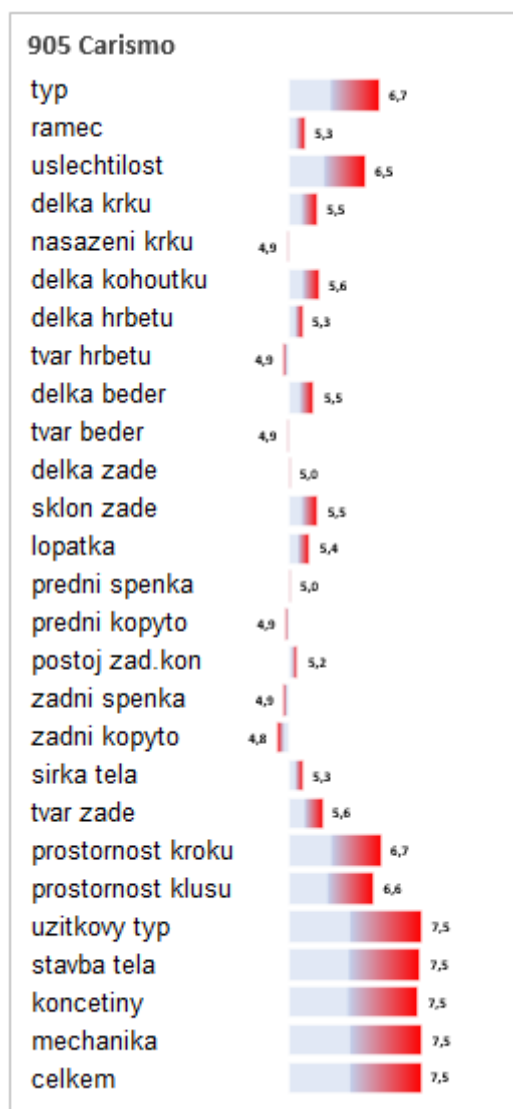 905 Carismo
typ 6,7
ramec 5,3
uslechtilost 6,5
delka krku 5,5
nasazeni krku 4,9
delka kohoutku 5,6
delka hrbetu 5,3
tvar hrbetu 4,9
delka beder 5,5
tvar beder 4,9
delka zade 5,0
sklon zade 5,5
lopatka 5,4
predni spenka 5,0
predni kopyto 4,9
postoj zad.kon 5,2
zadni spenka 4,9
zadni kopyto 4,8
sirka tela 5,3
tvar zade 5,6
prostornost kroku 6,7
prostornost klusu 6,6
uzitkovy typ 7,5
stavba tela 7,5
koncetiny 7,5
mechanika 7,5
celkem 7,5